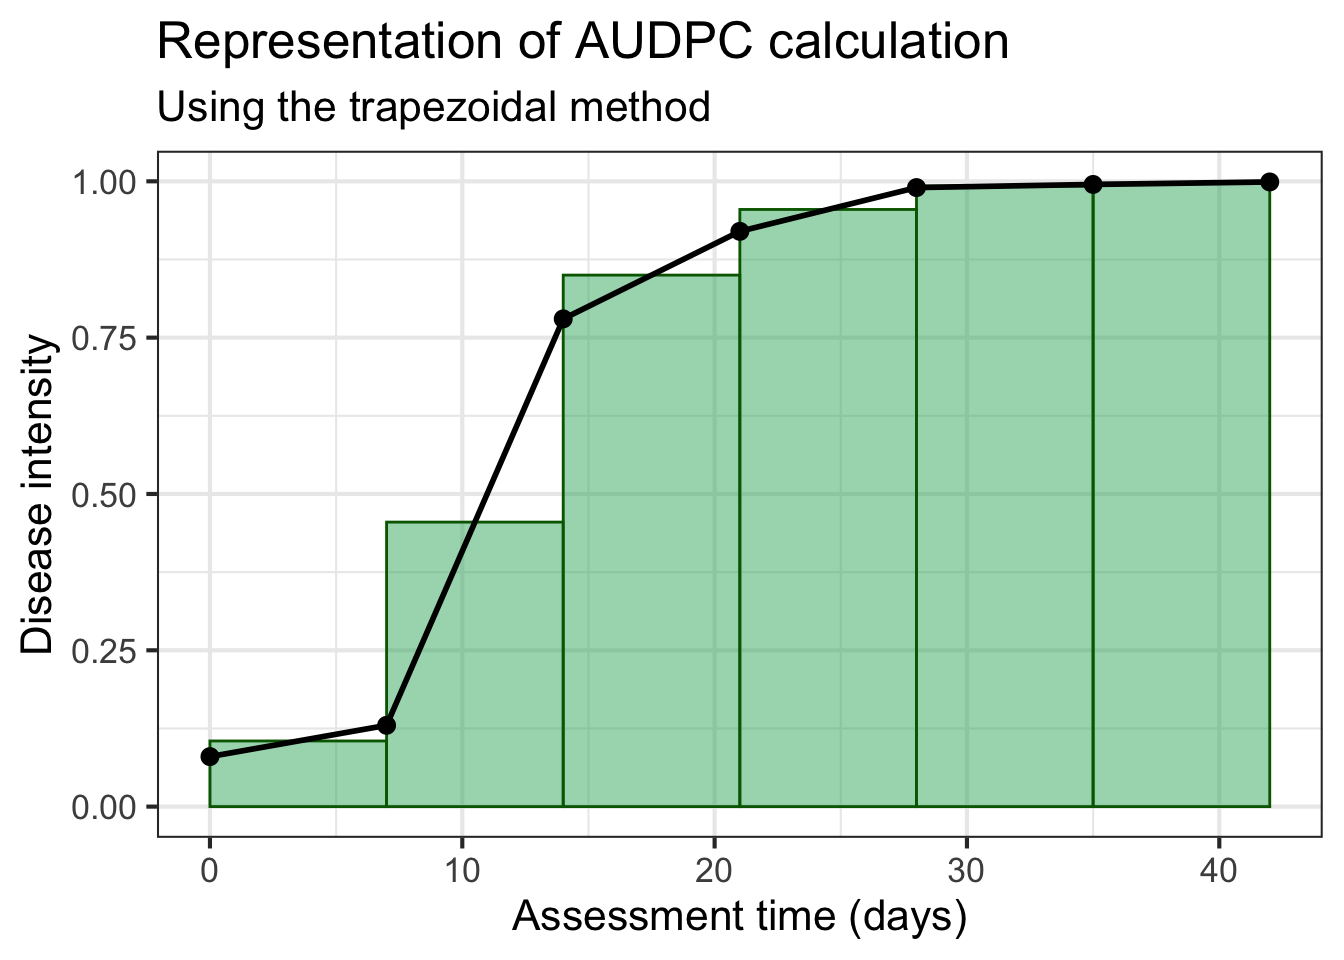 Representation of AUDPC calculation
Using the trapezoidal method
Disease intensity
1.00
0.75
0.50
0.25
0.00
0 10 20 30 40
Assessment time (days)